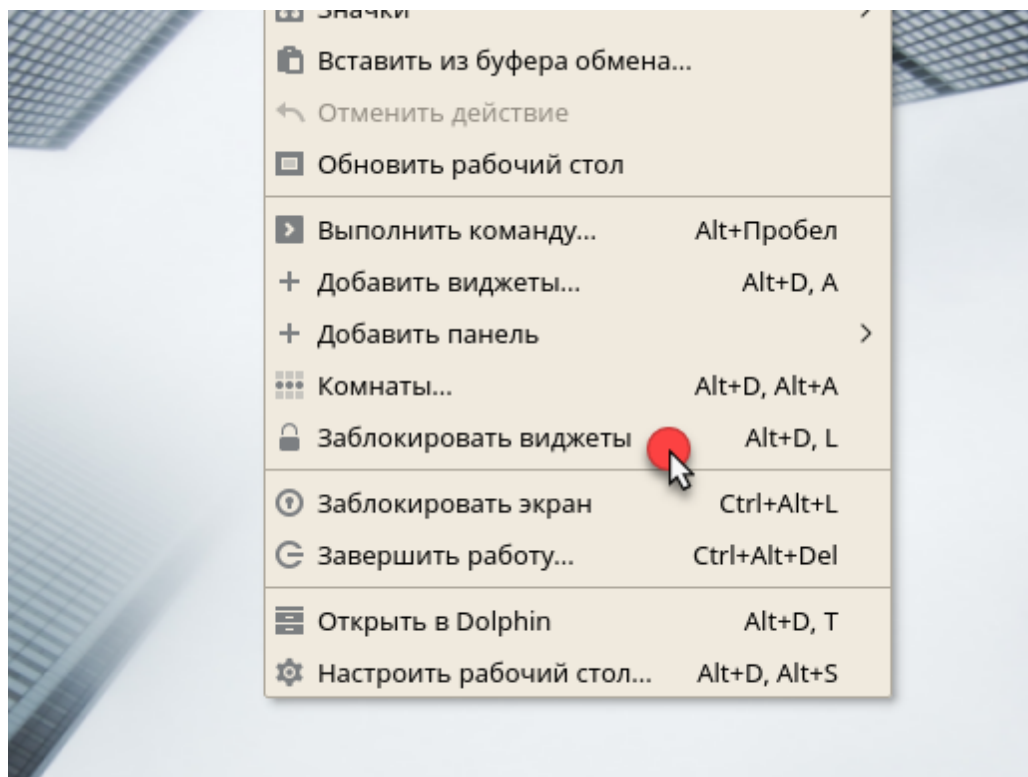 Значки
Вставить из буфера обмена...
Отменить действие
Обновить рабочий стол
Выполнить команду... Alt+Пробел
Добавить виджеты... Alt+D, A
Добавить панель
Комнаты... Alt+D, Alt+A
Заблокировать виджеты Alt+D, L
Заблокировать экран Ctrl+Alt+L
Завершить работу... Ctrl+Alt+Del
Открыть в Dolphin Alt+D, T
Настроить рабочий стол... Alt+D, Alt+S